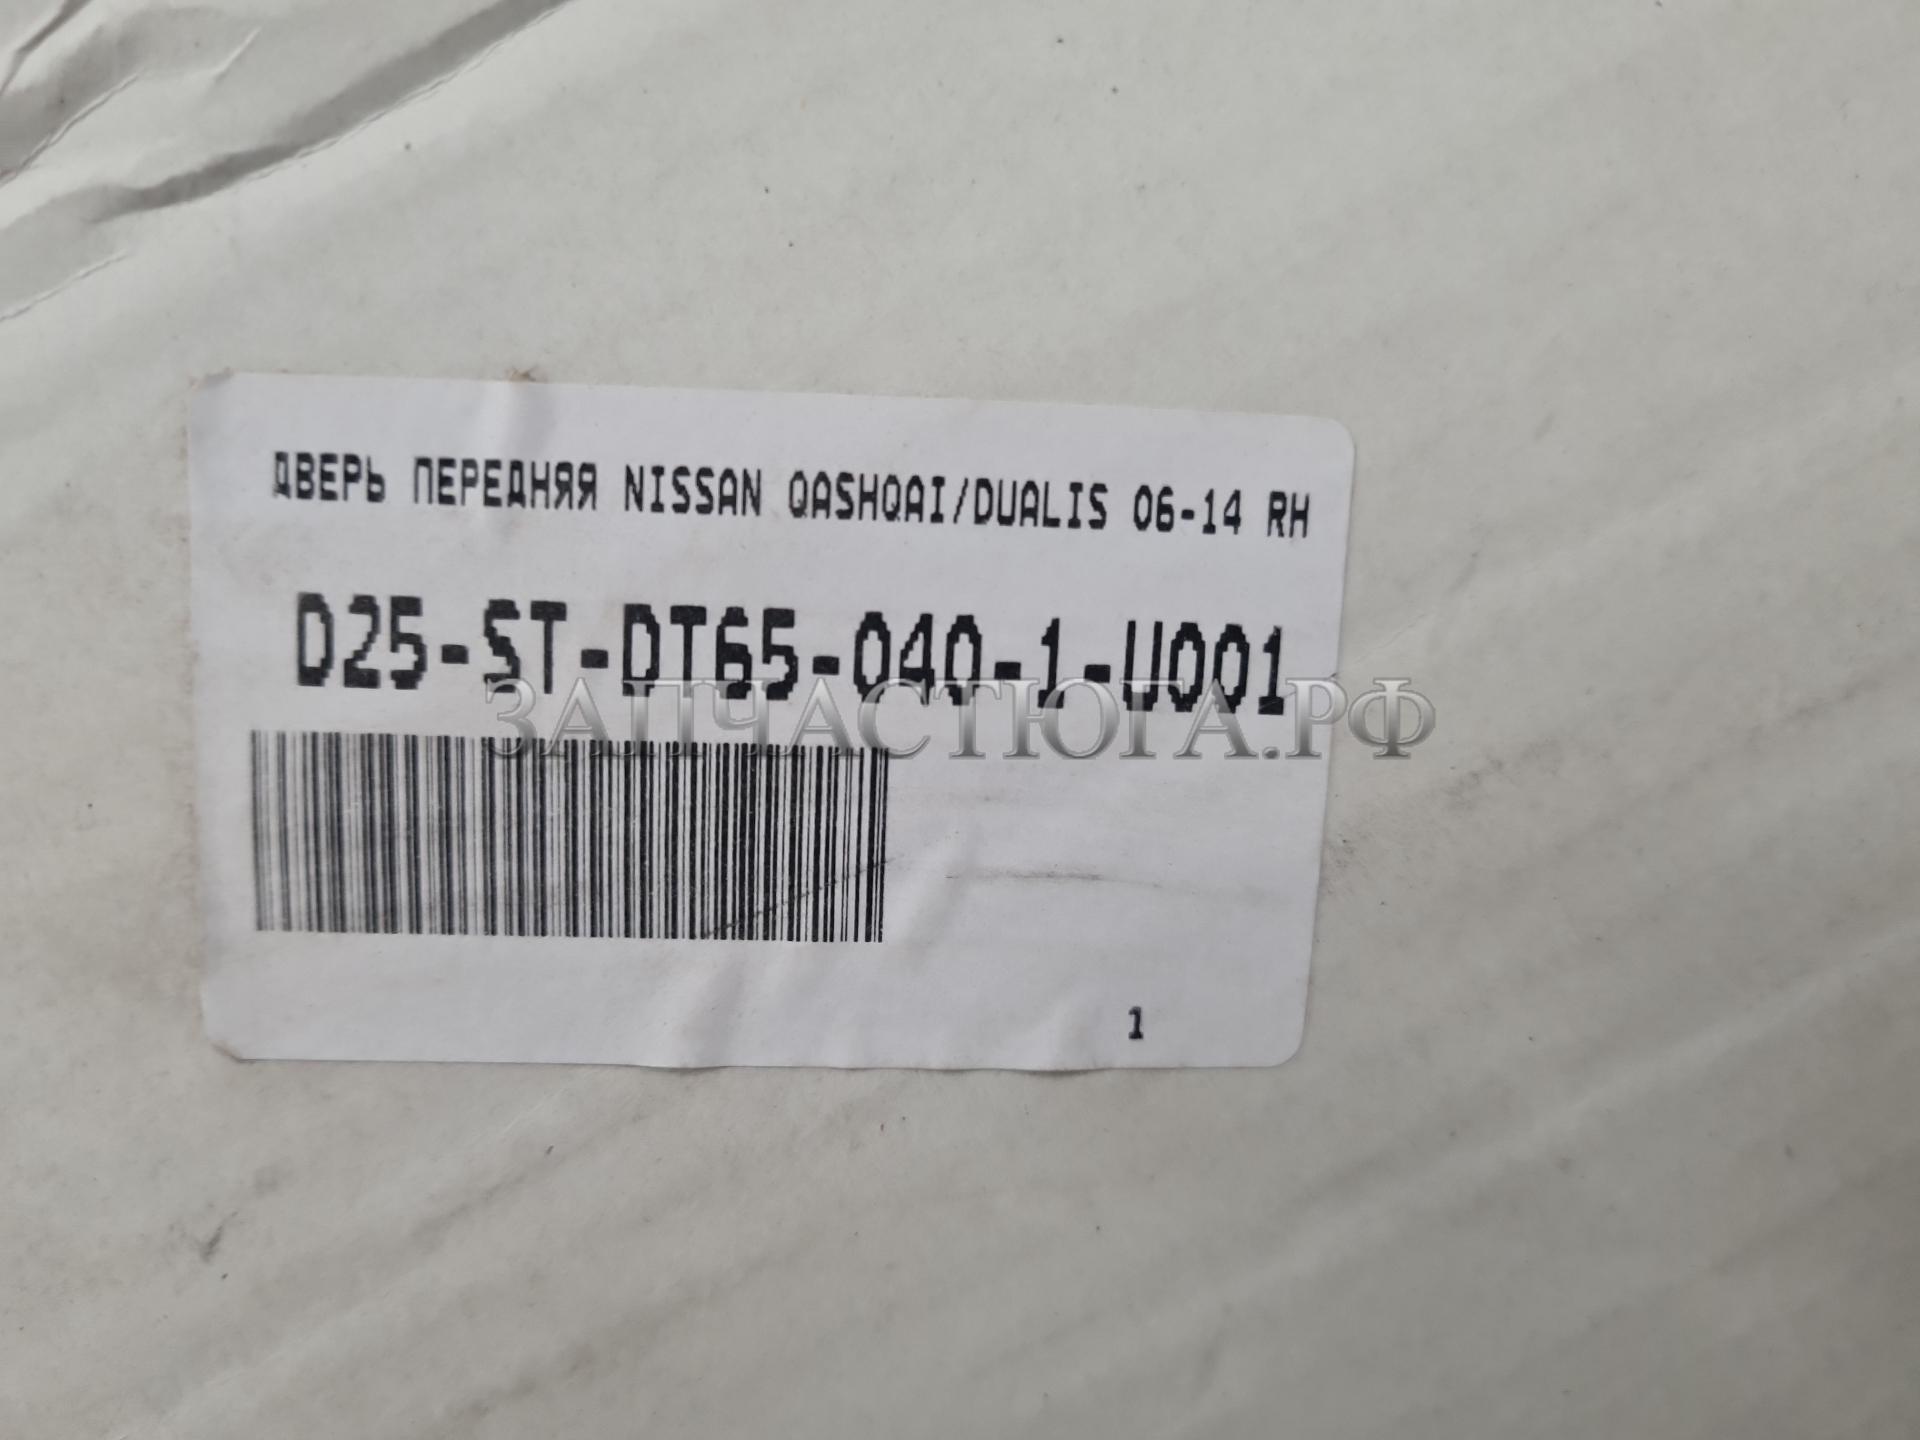 ДВЕРЬ ПЕРЕДНЯЯ NISSAN QASHQAI/DUALIS 06-14 RH
D25-ST-DT65-040-1-U001
ЗАПЧАСТЮГА.РФ
1